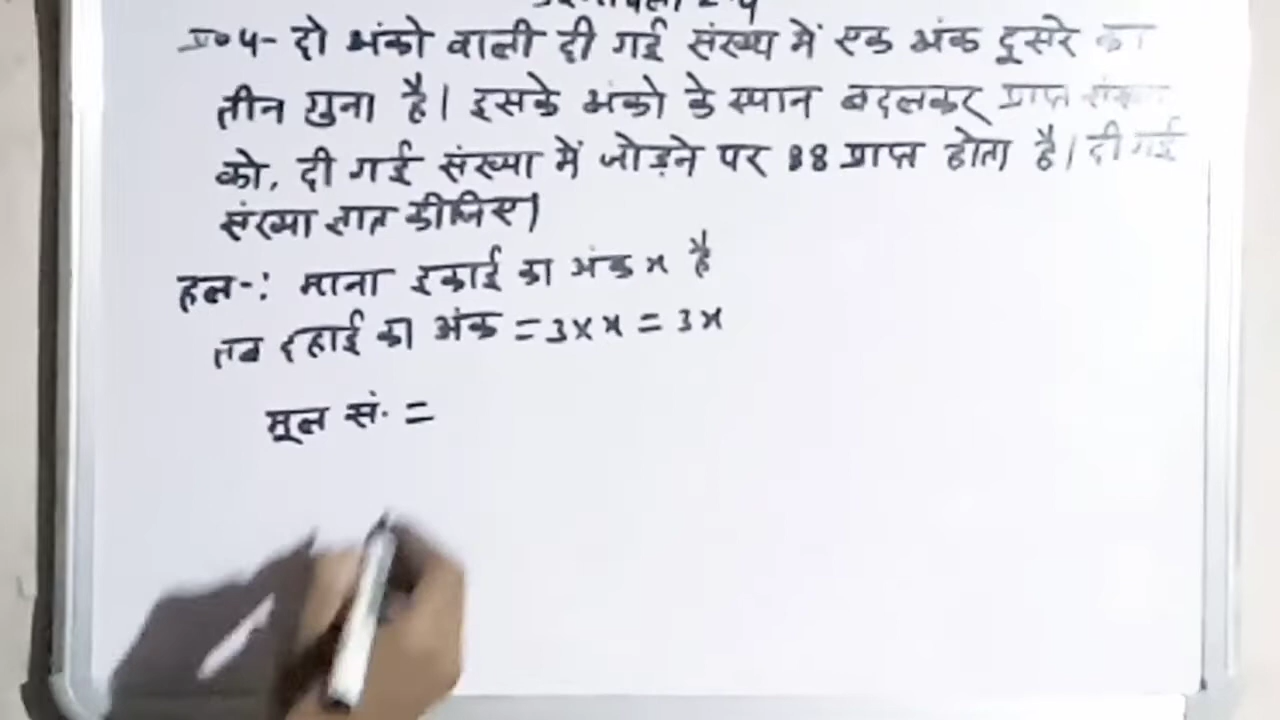 प्र०4- दो अंको वाली दी गई संख्या में एक अंक दूसरे का
तीन गुना है। इसके अंको के स्थान बदलकर प्राप्त संख्या
को, दी गई संख्या में जोड़ने पर 88 प्राप्त होता है। दी गई
संख्या ज्ञात कीजिए।
हल-: माना इकाई का अंक x है
तब दहाई का अंक = 3 x x = 3x
मूल सं. =